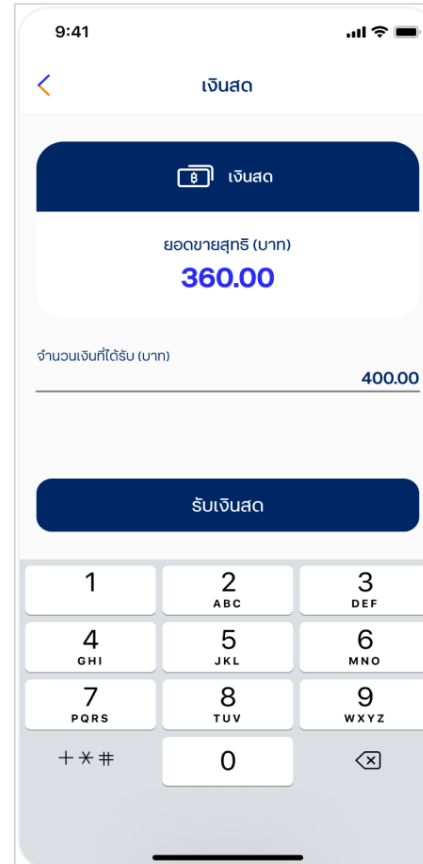 9:41
เงินสด
฿ เงินสด
ยอดขายสุทธิ (บาท)
360.00
จำนวนเงินที่ได้รับ (บาท)
400.00
รับเงินสด
1 2 3
ABC DEF
4 5 6
GHI JKL MNO
7 8 9
PQRS TUV WXYZ
+ * #
0